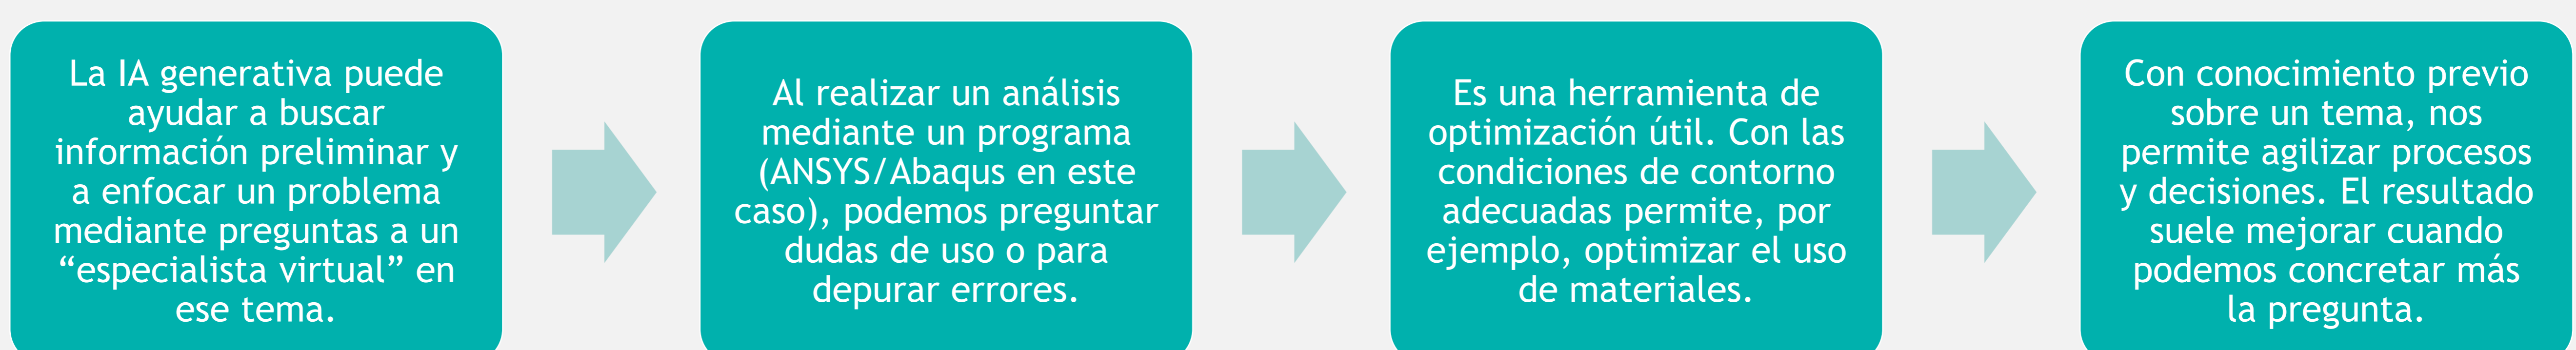 La IA generativa puede
ayudar a buscar
información preliminar y
a enfocar un problema
mediante preguntas a un
“especialista virtual” en
ese tema.
Al realizar un análisis
mediante un programa
(ANSYS/Abaqus en este
caso), podemos preguntar
dudas de uso o para
depurar errores.
Es una herramienta de
optimización útil. Con las
condiciones de contorno
adecuadas permite, por
ejemplo, optimizar el uso
de materiales.
Con conocimiento previo
sobre un tema, nos
permite agilizar procesos
y decisiones. El resultado
suele mejorar cuando
podemos concretar más
la pregunta.